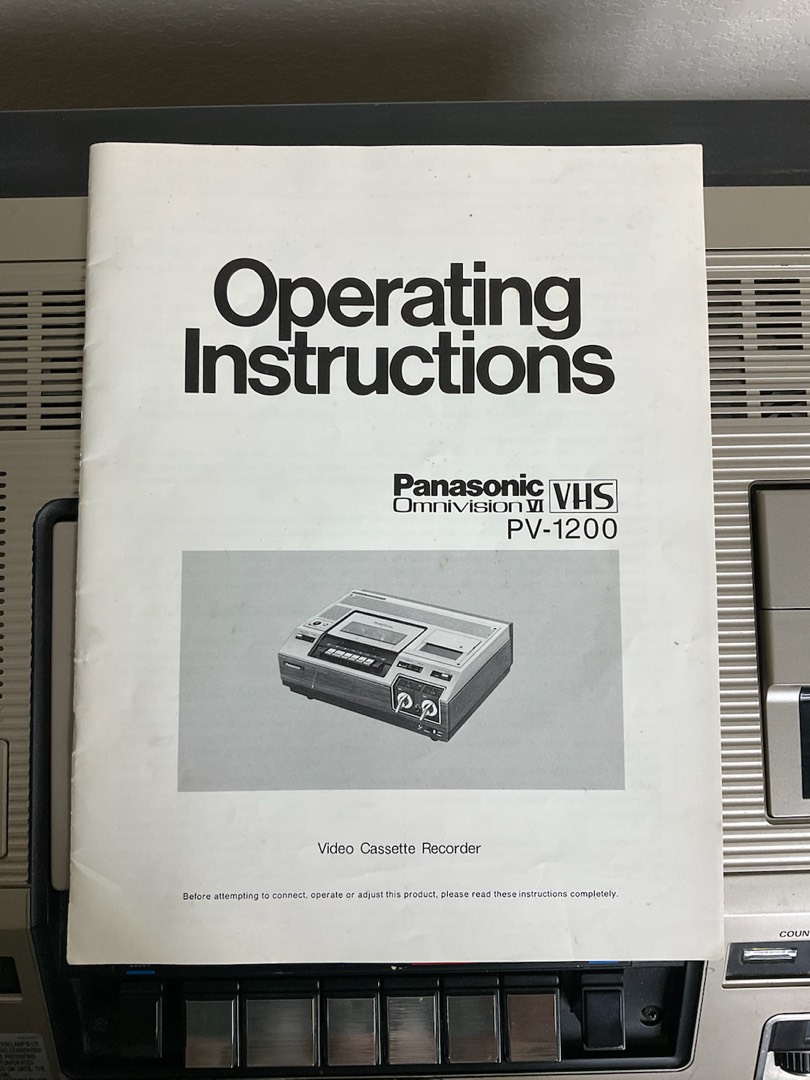 Operating
Instructions
Panasonic
Omnivision VI VHS
PV-1200
Video Cassette Recorder
Before attempting to connect, operate or adjust this product, please read these instructions completely.
COUN